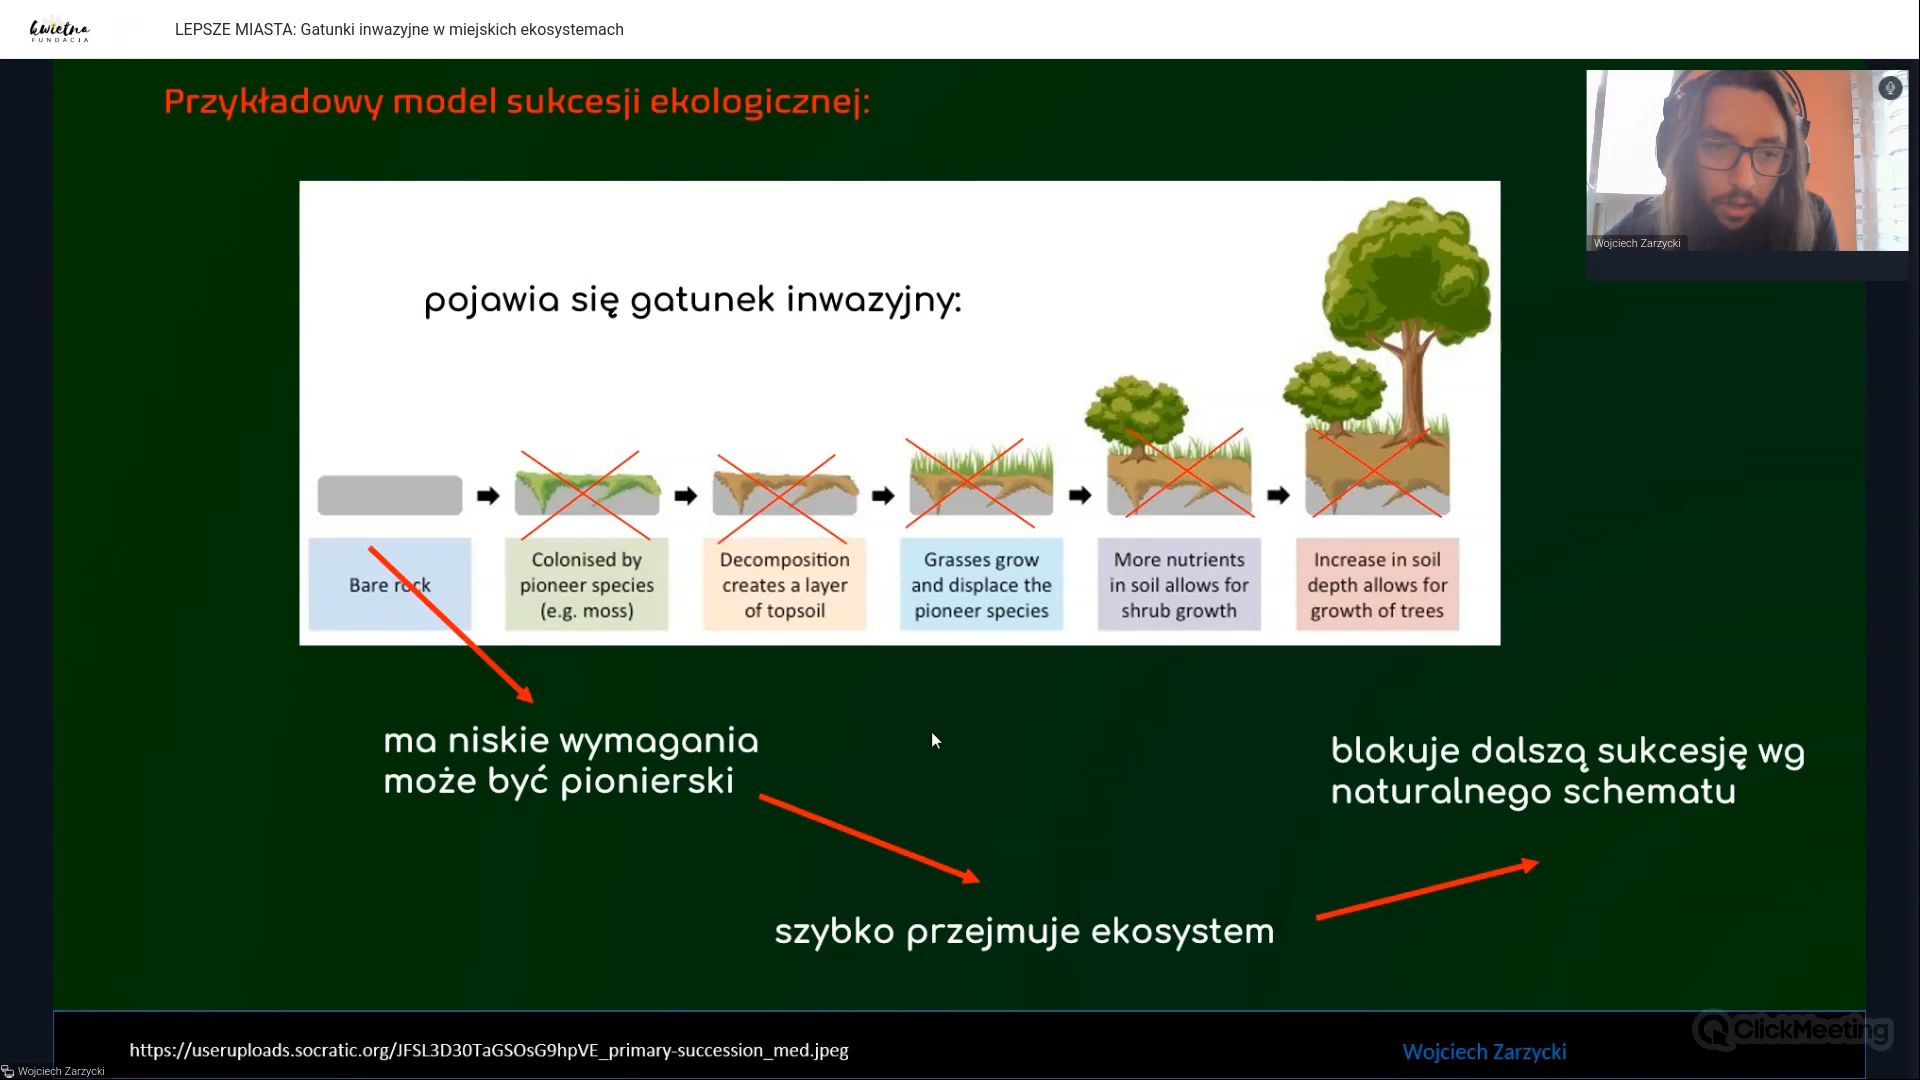 kwietna
FUNDACJA
LEPSZE MIASTA: Gatunki inwazyjne w miejskich ekosystemach
Przykładowy model sukcesji ekologicznej:
Wojciech Zarzycki
pojawia się gatunek inwazyjny:
Bare rock
Colonised by
pioneer species
(e.g. moss)
Decomposition
creates a layer
of topsoil
Grasses grow
and displace the
pioneer species
More nutrients
in soil allows for
shrub growth
Increase in soil
depth allows for
growth of trees
ma niskie wymagania
może być pionierski
szybko przejmuje ekosystem
blokuje dalszą sukcesję wg
naturalnego schematu
https://useruploads.socratic.org/JFSL3D30TaGSOsG9hpVE_primary-succession_med.jpeg
Wojciech Zarzycki
ClickMeeting
Wojciech Zarzycki